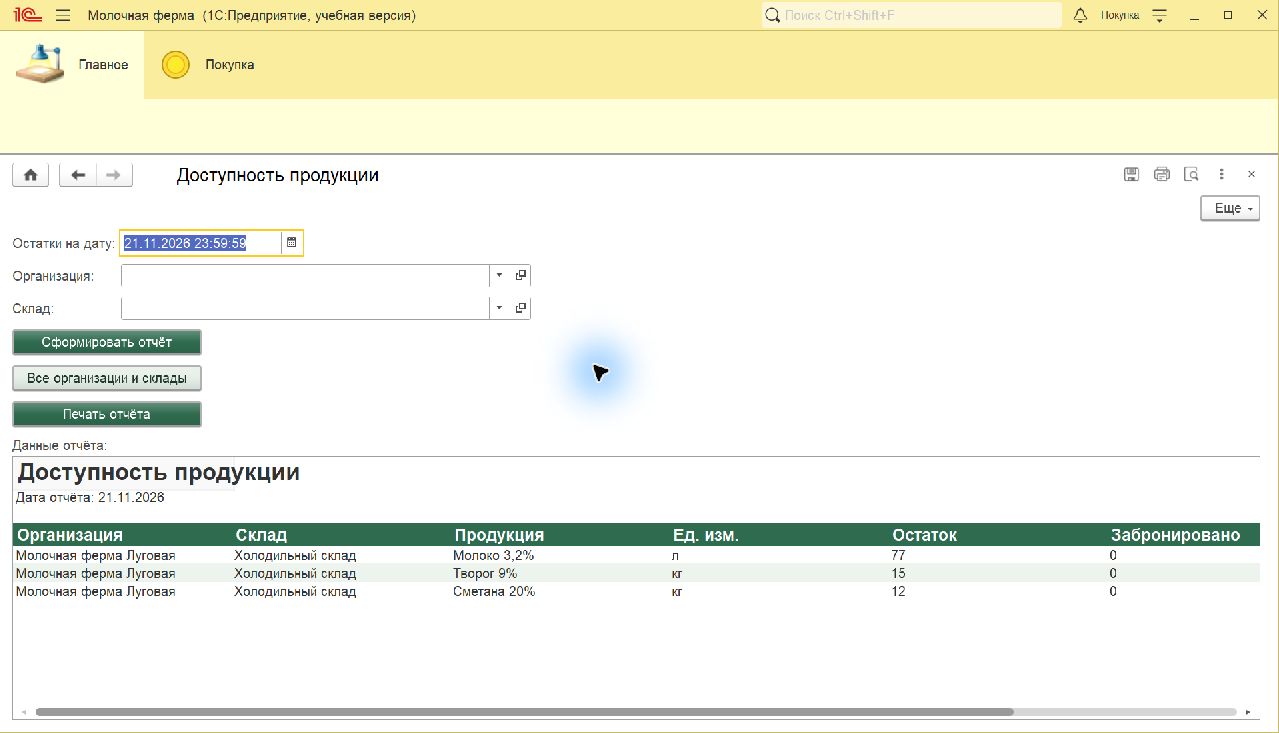 1С Молочная ферма (1С:Предприятие, учебная версия) Поиск Ctrl+Shift+F Покупка
Главное Покупка
Доступность продукции
Еще
Остатки на дату: 21.11.2026 23:59:59
Организация:
Склад:
Сформировать отчёт
Все организации и склады
Печать отчёта
Данные отчёта:
Доступность продукции
Дата отчёта: 21.11.2026
Организация Склад Продукция Ед. изм. Остаток Забронировано
Молочная ферма Луговая Холодильный склад Молоко 3,2% л 77 0
Молочная ферма Луговая Холодильный склад Творог 9% кг 15 0
Молочная ферма Луговая Холодильный склад Сметана 20% кг 12 0